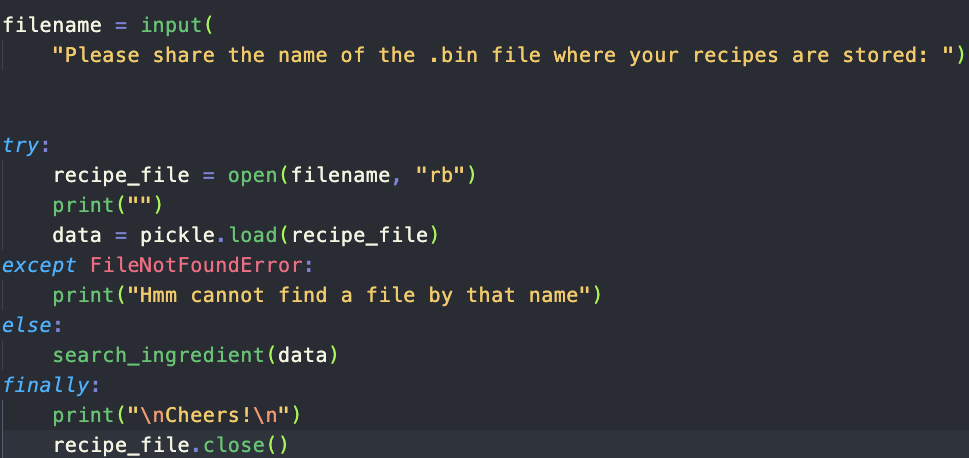 filename = input(
    "Please share the name of the .bin file where your recipes are stored: ")
try:
    recipe_file = open(filename, "rb")
    print("")
    data = pickle.load(recipe_file)
except FileNotFoundError:
    print("Hmm cannot find a file by that name")
else:
    search_ingredient(data)
finally:
    print("\nCheers!\n")
    recipe_file.close()